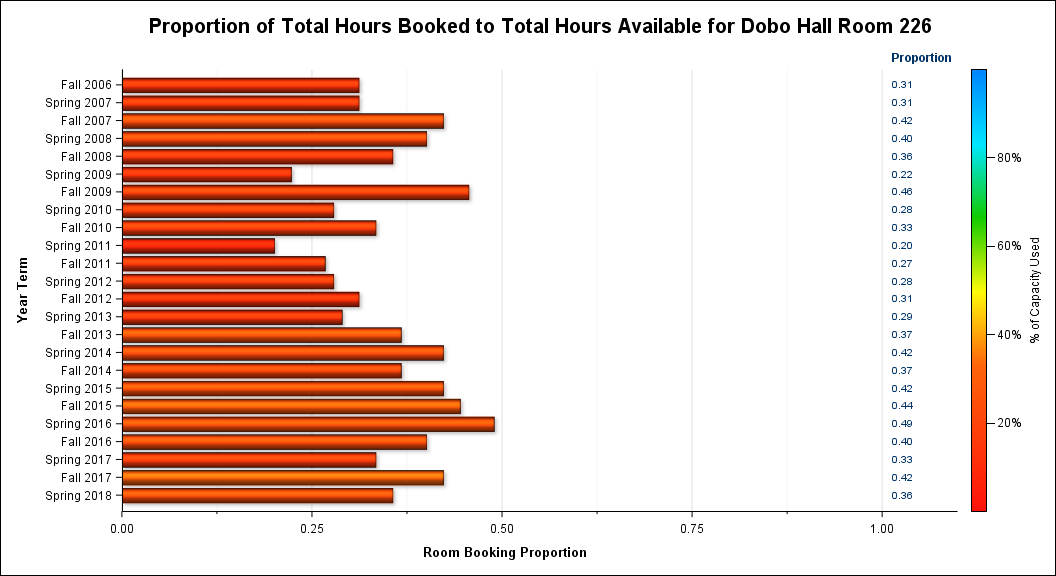 Proportion of Total Hours Booked to Total Hours Available for Dobo Hall Room 226
Proportion
Fall 2006 0.31
Spring 2007 0.31
Fall 2007 0.42
Spring 2008 0.40
Fall 2008 0.36
Spring 2009 0.22
Fall 2009 0.46
Spring 2010 0.28
Fall 2010 0.33
Spring 2011 0.20
Fall 2011 0.27
Spring 2012 0.28
Fall 2012 0.31
Spring 2013 0.29
Fall 2013 0.37
Spring 2014 0.42
Fall 2014 0.37
Spring 2015 0.42
Fall 2015 0.44
Spring 2016 0.49
Fall 2016 0.40
Spring 2017 0.33
Fall 2017 0.42
Spring 2018 0.36
Year Term
0.00 0.25 0.50 0.75 1.00
Room Booking Proportion
80%
60%
40%
20%
% of Capacity Used